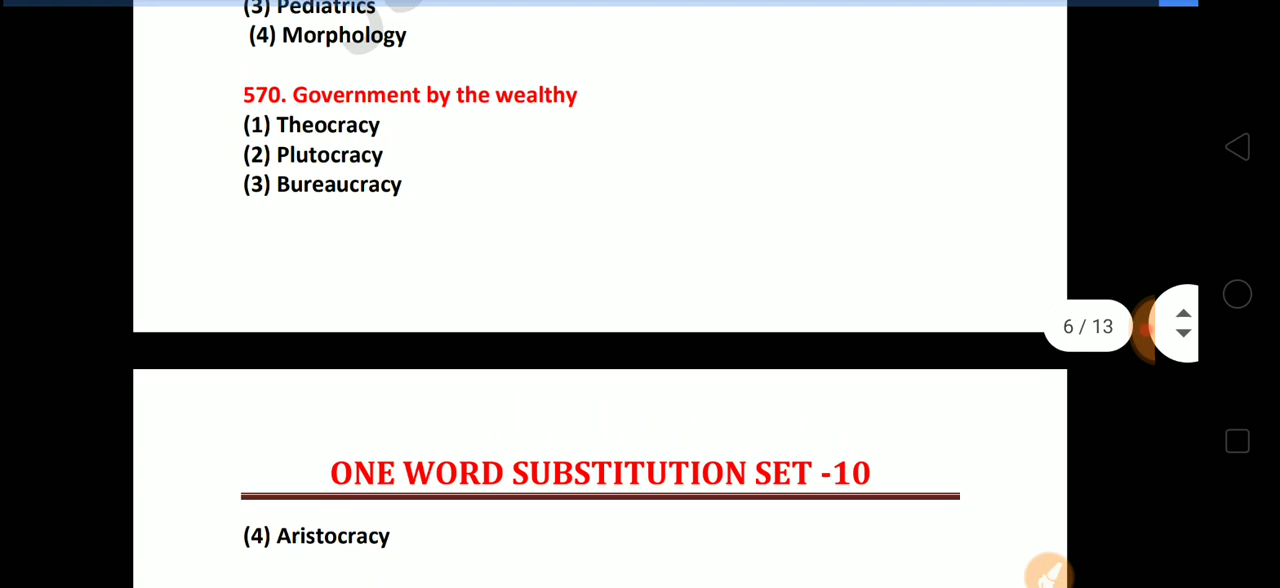 (3) Pediatrics
(4) Morphology
570. Government by the wealthy
(1) Theocracy
(2) Plutocracy
(3) Bureaucracy
6 / 13
ONE WORD SUBSTITUTION SET -10
(4) Aristocracy